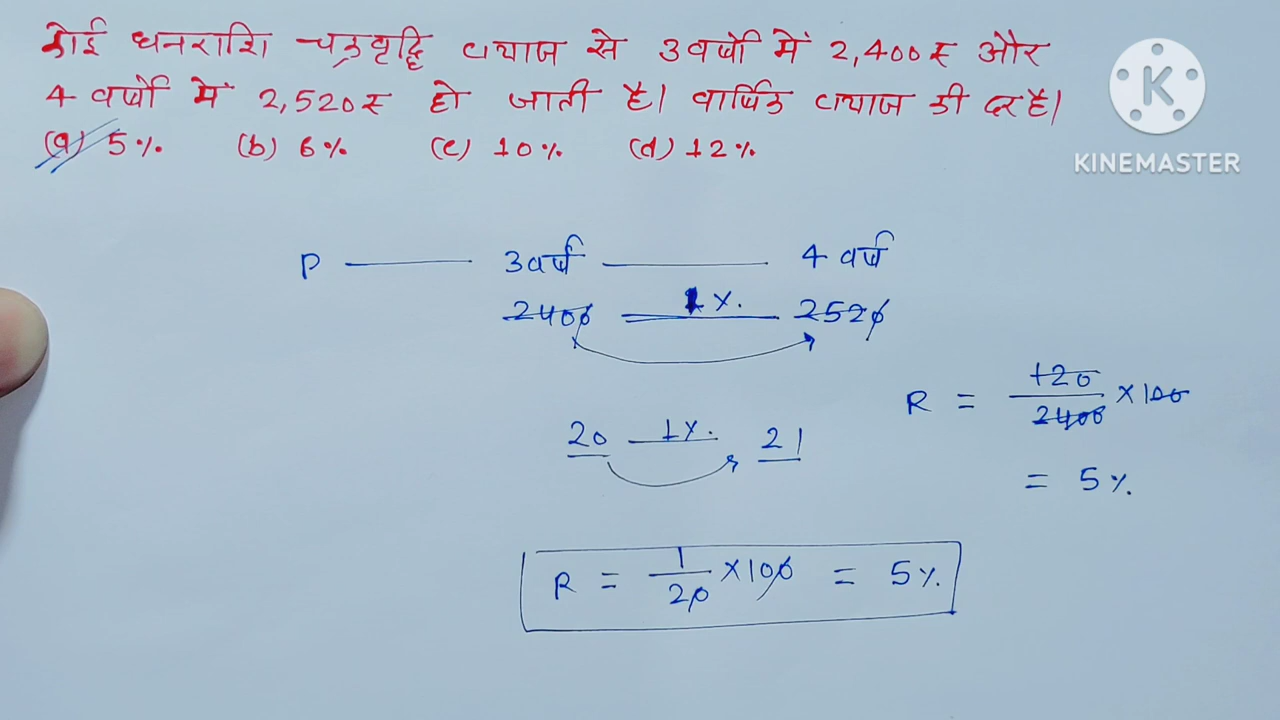 कोई धनराशि चक्रवृद्धि ब्याज से 3 वर्षों में 2,400₹ और
4 वर्षों में 2,520₹ हो जाती है। वार्षिक ब्याज की दर है।
(a) 5% (b) 6% (c) 10% (d) 12%
KINEMASTER
P 3 वर्ष 4 वर्ष
2400 1 Y. 2520
R = 120/2400 × 100
20 1 Y. 21
= 5%
R = 1/20 × 100 = 5%